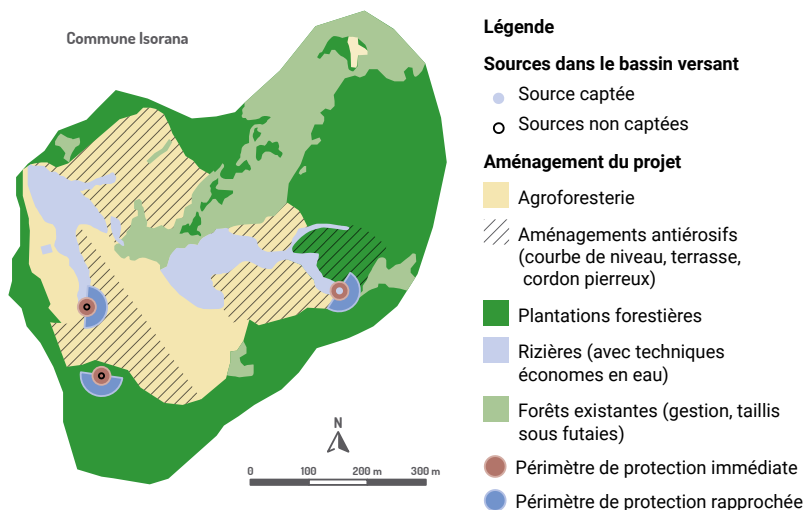 Commune Isorana
N
0 100 200 m 300 m
Légende
Sources dans le bassin versant
Source captée
Sources non captées
Aménagement du projet
Agroforesterie
Aménagements antiérosifs
(courbe de niveau, terrasse,
cordon pierreux)
Plantations forestières
Rizières (avec techniques
économes en eau)
Forêts existantes (gestion, taillis
sous futaies)
Périmètre de protection immédiate
Périmètre de protection rapprochée